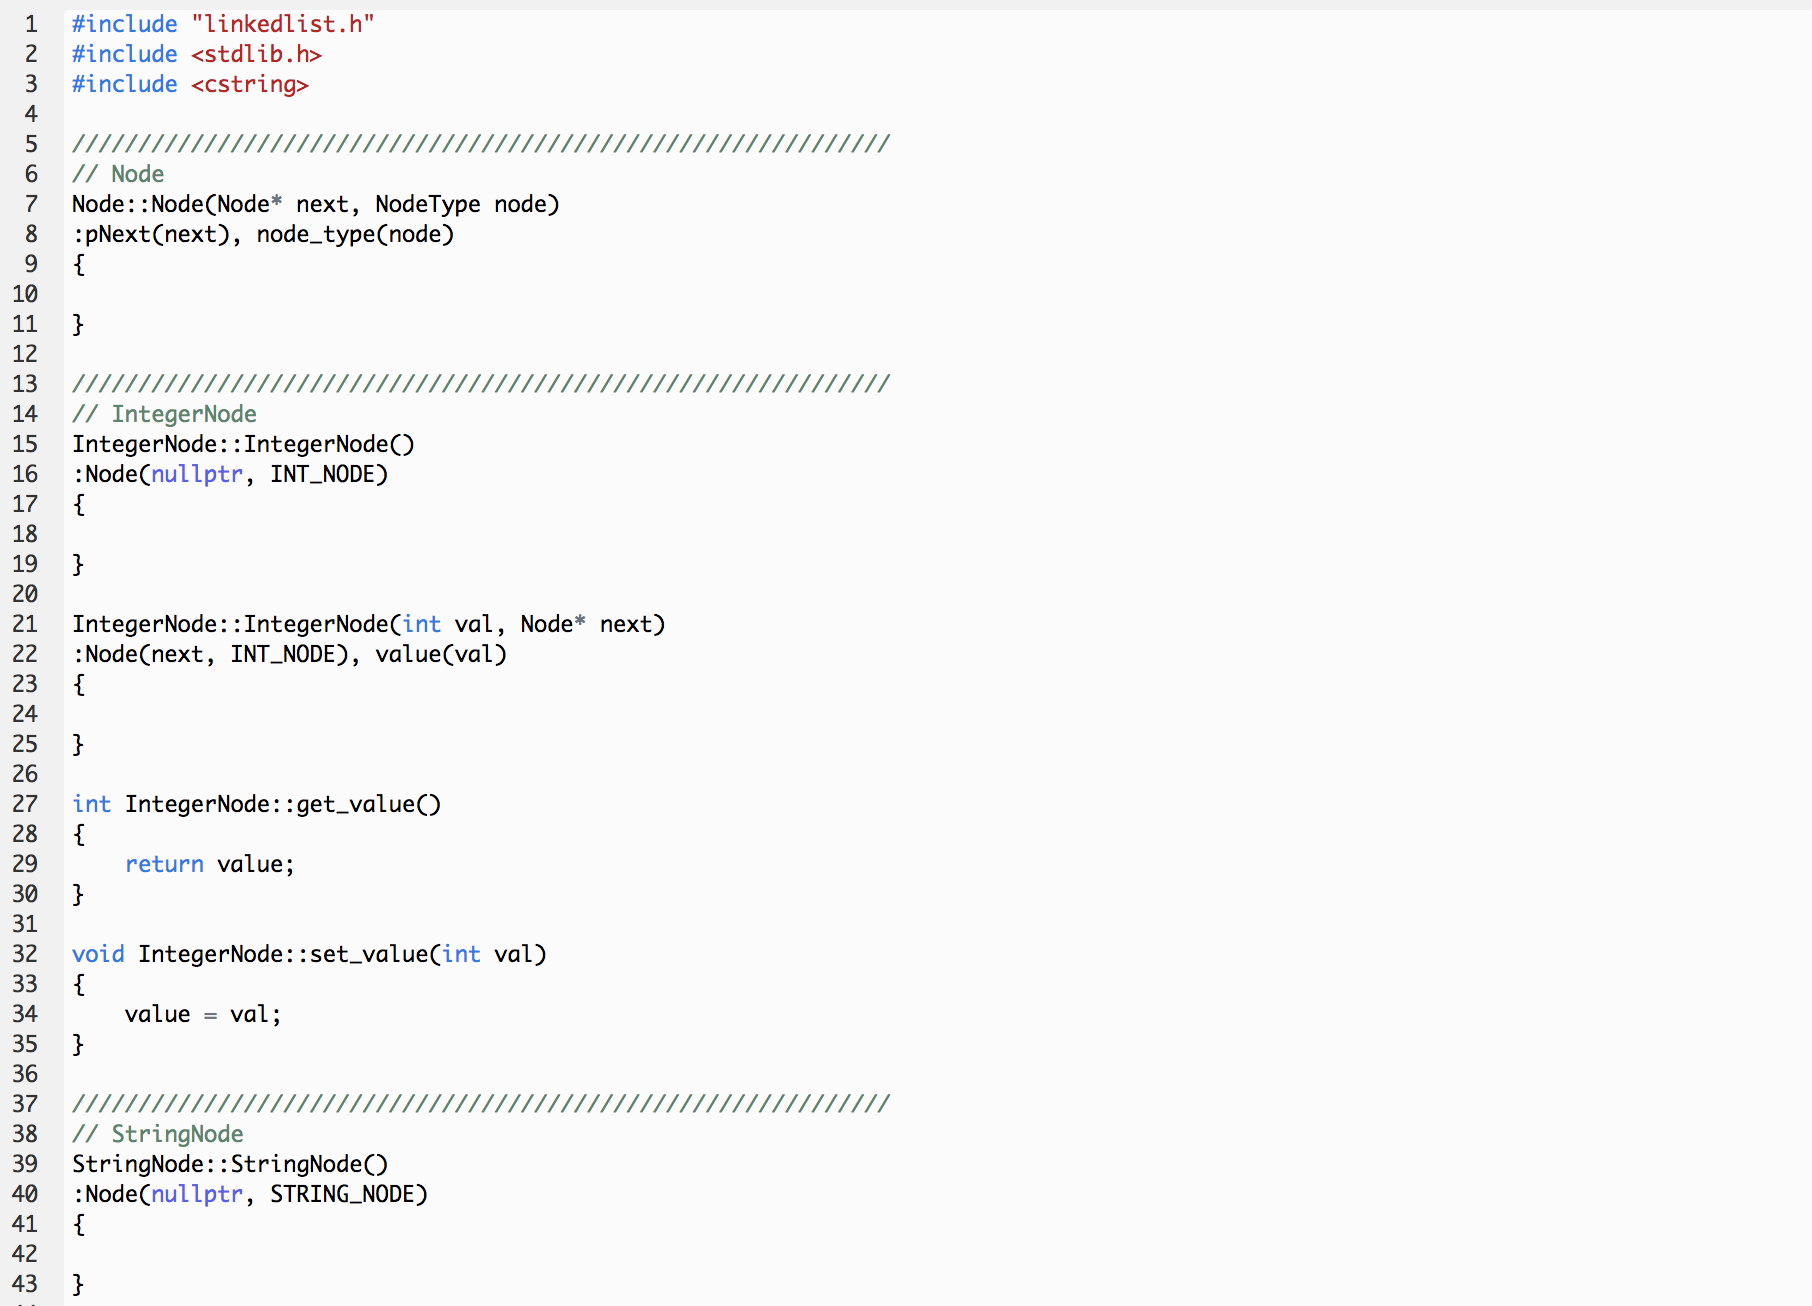 1 #include "linkedlist.h"
2 #include <stdlib.h>
3 #include <cstring>
4
5 //////////////////////////////////////////////////////////////
6 // Node
7 Node::Node(Node* next, NodeType node)
8 :pNext(next), node_type(node)
9 {
10
11 }
12
13 //////////////////////////////////////////////////////////////
14 // IntegerNode
15 IntegerNode::IntegerNode()
16 :Node(nullptr, INT_NODE)
17 {
18
19 }
20
21 IntegerNode::IntegerNode(int val, Node* next)
22 :Node(next, INT_NODE), value(val)
23 {
24
25 }
26
27 int IntegerNode::get_value()
28 {
29     return value;
30 }
31
32 void IntegerNode::set_value(int val)
33 {
34     value = val;
35 }
36
37 //////////////////////////////////////////////////////////////
38 // StringNode
39 StringNode::StringNode()
40 :Node(nullptr, STRING_NODE)
41 {
42
43 }